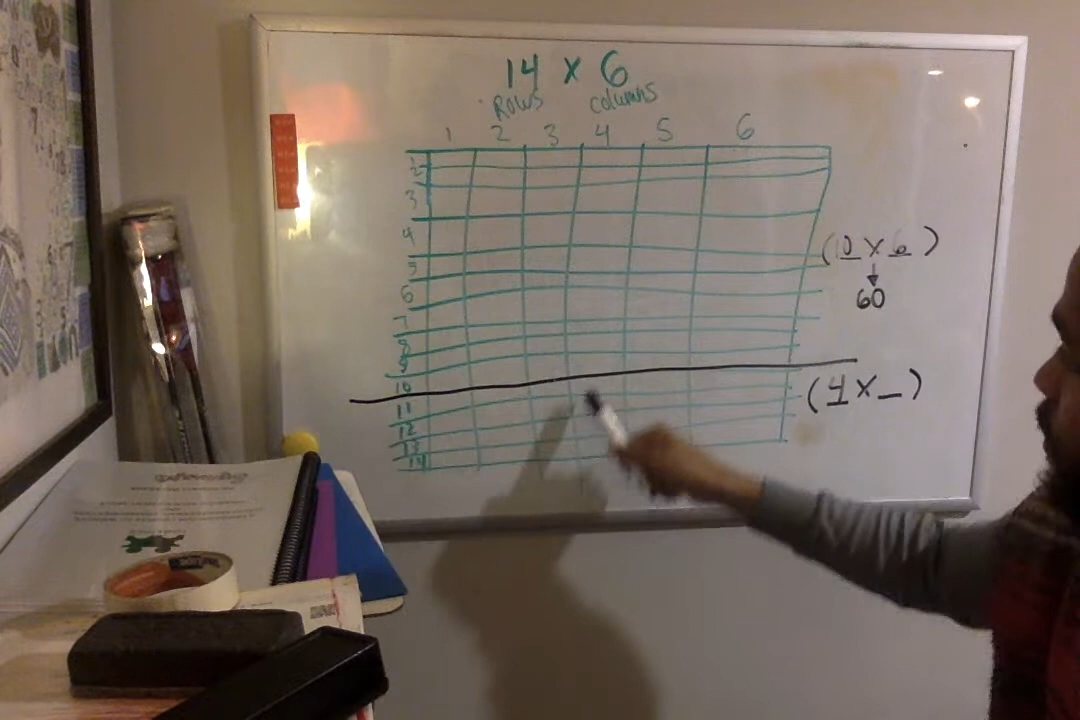 14 x 6
Rows columns
1 2 3 4 5 6
2
3
4
5
6
7
8
9
10
11
12
13
14
(10 x 6)
60
(4 x _)